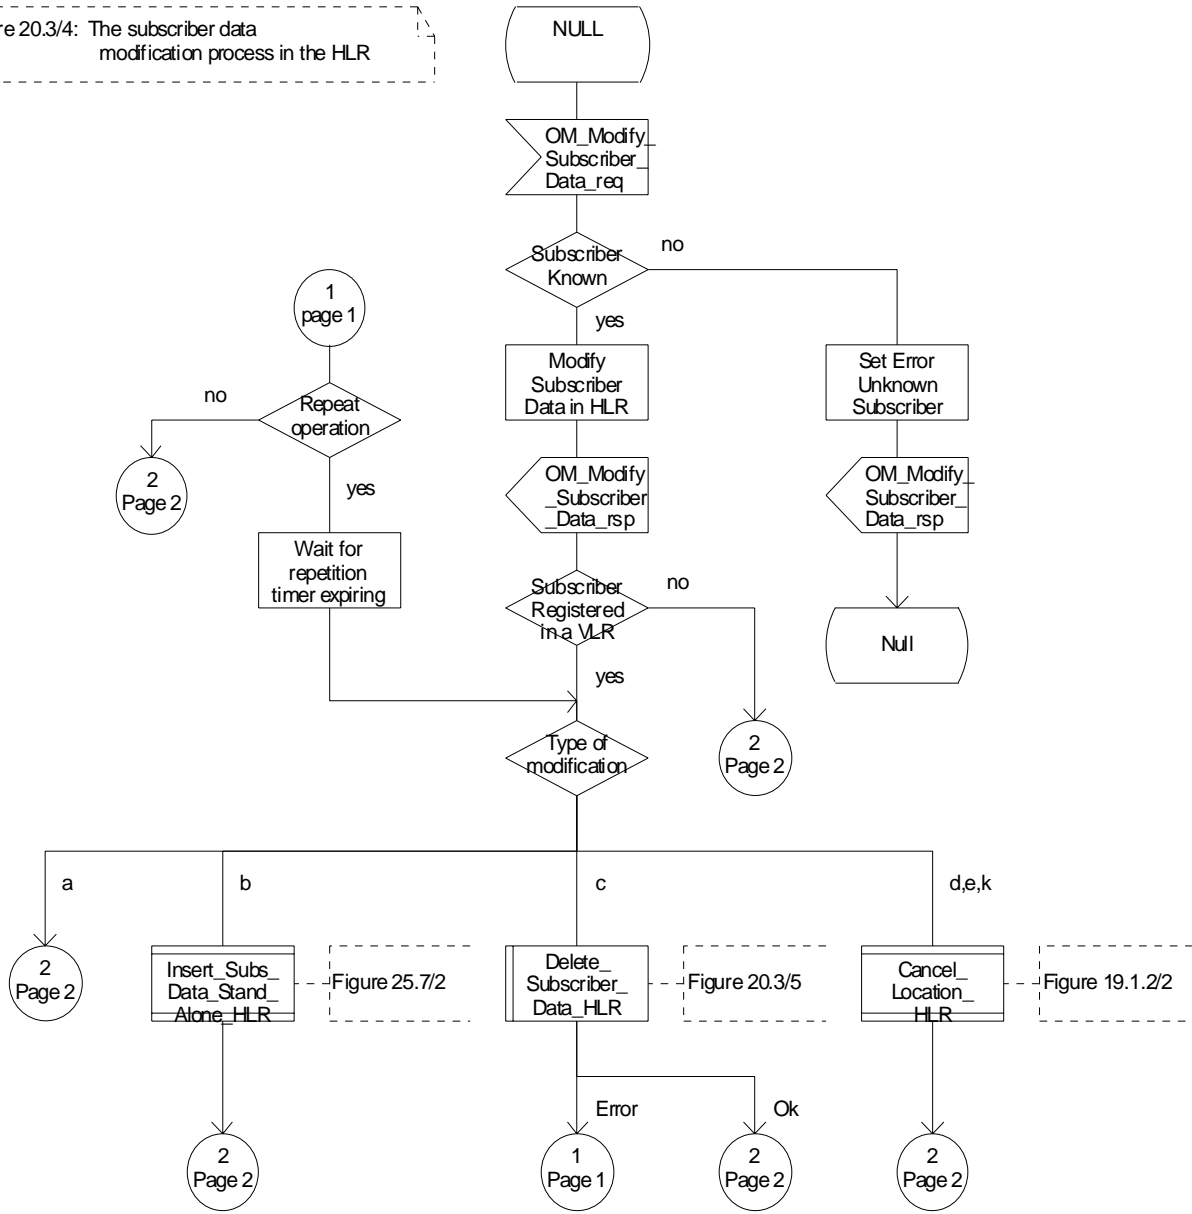 re 20.3/4: The subscriber data
modification process in the HLR
NULL
OM_Modify_
Subscriber_
Data_req
Subscriber
Known
no
yes
1
page 1
Modify
Subscriber
Data in HLR
Set Error
Unknown
Subscriber
no
Repeat
operation
yes
2
Page 2
OM_Modify
_Subscriber
_Data_rsp
OM_Modify_
Subscriber_
Data_rsp
Wait for
repetition
timer expiring
Subscriber
Registered
in a VLR
no
yes
Null
Type of
modification
2
Page 2
a
b
c
d,e,k
2
Page 2
Insert_Subs_
Data_Stand_
Alone_HLR
Figure 25.7/2
Delete_
Subscriber_
Data_HLR
Figure 20.3/5
Cancel_
Location_
HLR
Figure 19.1.2/2
Error
Ok
2
Page 2
1
Page 1
2
Page 2
2
Page 2